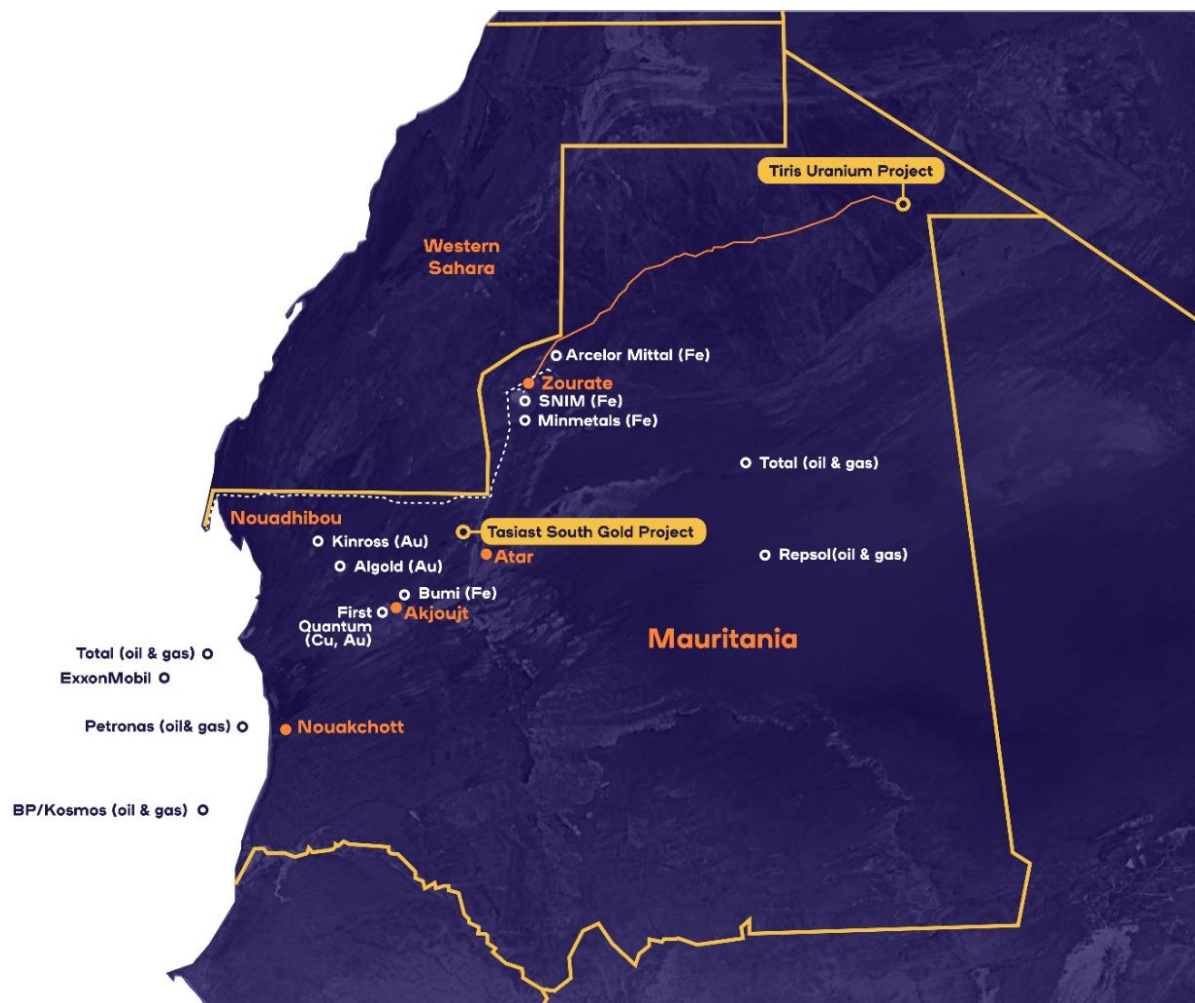 Tiris Uranium Project
Western
Sahara
Arcelor Mittal (Fe)
Zourate
SNIM (Fe)
Minmetals (Fe)
Total (oil & gas)
Nouadhibou
Tasiast South Gold Project
Kinross (Au)
Atar
Repsol(oil & gas)
Algold (Au)
Bumi (Fe)
Akjoujt
First
Quantum
(Cu, Au)
Mauritania
Total (oil & gas)
ExxonMobil
Petronas (oil& gas)
Nouakchott
BP/Kosmos (oil & gas)